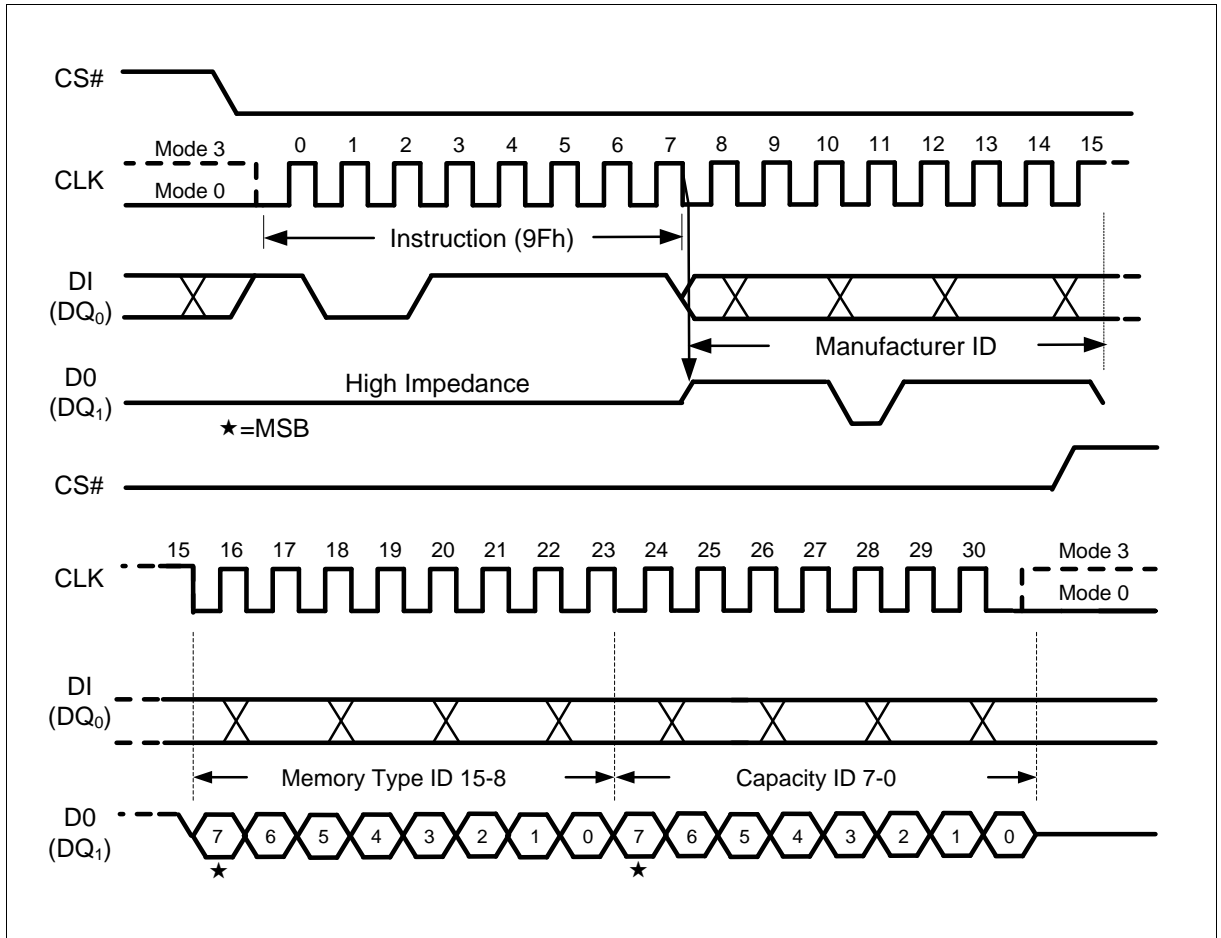 CS#
0 1 2 3 4 5 6 7 8 9 10 11 12 13 14 15
Mode 3
CLK
Mode 0
Instruction (9Fh)
DI
(DQ₀)
Manufacturer ID
D0
(DQ₁)
High Impedance
★=MSB
CS#
15 16 17 18 19 20 21 22 23 24 25 26 27 28 29 30
Mode 3
CLK
Mode 0
DI
(DQ₀)
Memory Type ID 15-8 Capacity ID 7-0
D0
(DQ₁)
7 6 5 4 3 2 1 0 7 6 5 4 3 2 1 0
★ ★